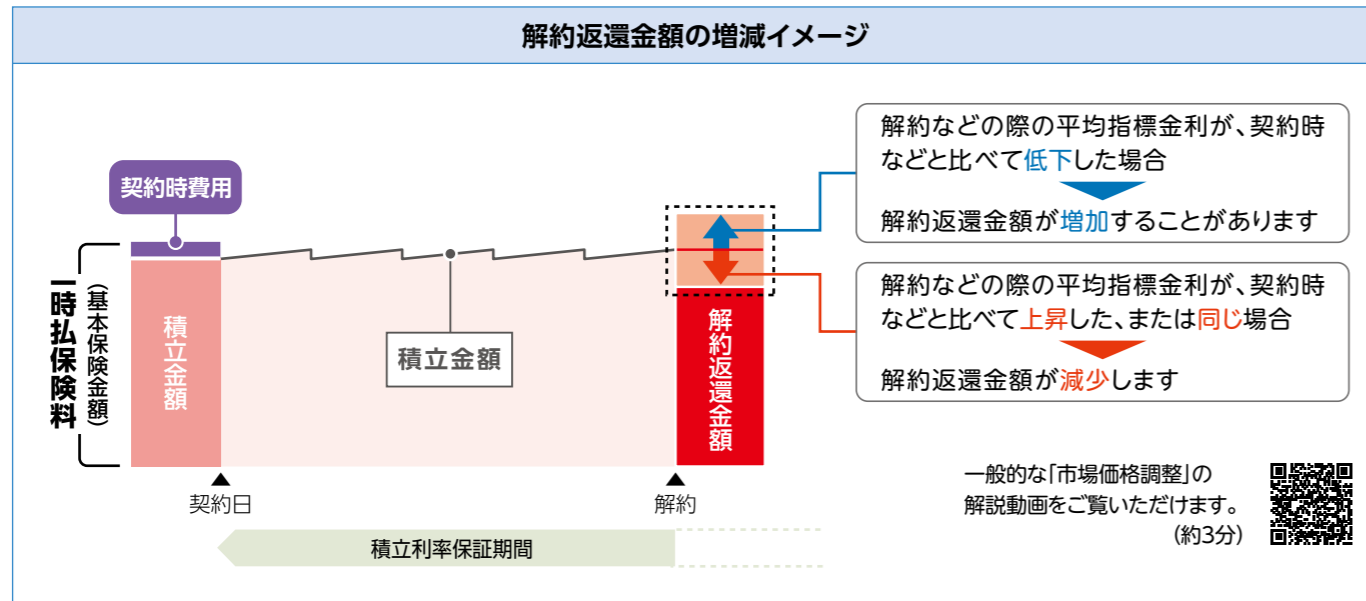 解約返還金額の増減イメージ
契約時費用
一時払保険料
（基本保険金額）
積立金額
積立金額
解約返還金額
解約などの際の平均指標金利が、契約時
などと比べて低下した場合
解約返還金額が増加することがあります
解約などの際の平均指標金利が、契約時
などと比べて上昇した、または同じ場合
解約返還金額が減少します
契約日
解約
積立利率保証期間
一般的な「市場価格調整」の
解説動画をご覧いただけます。
（約3分）